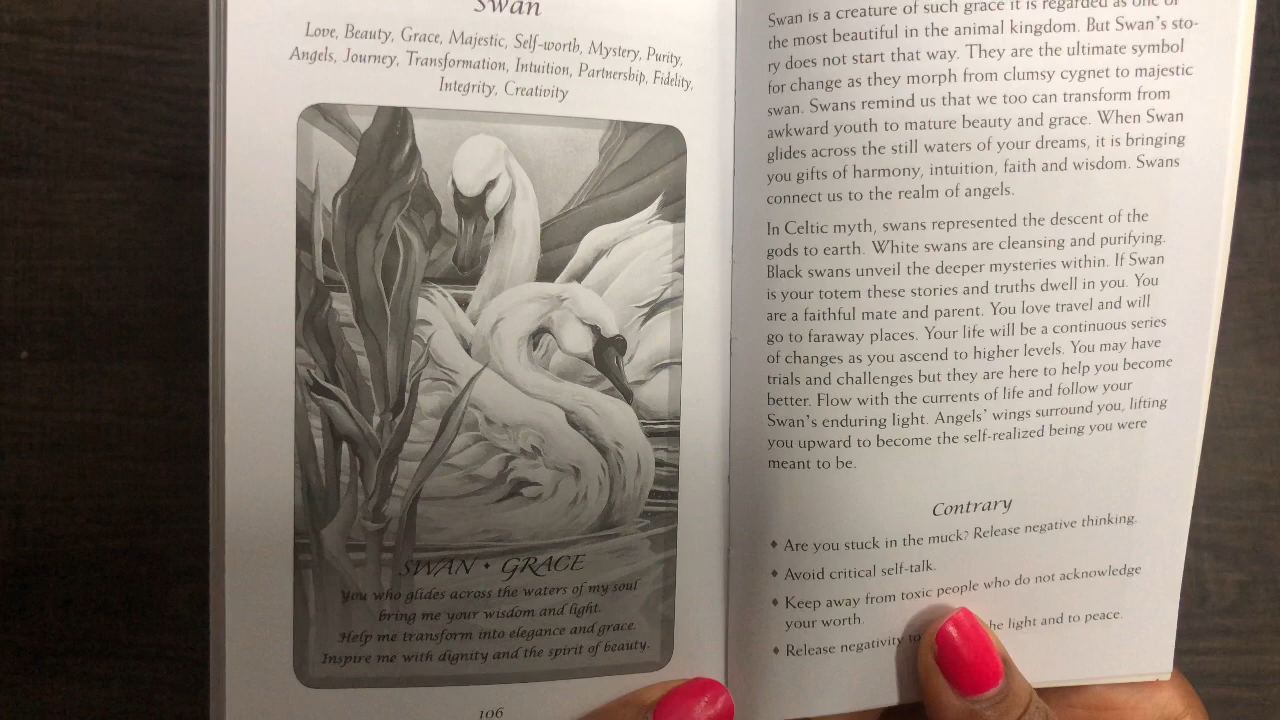 Swan
Love, Beauty, Grace, Majestic, Self-worth, Mystery, Purity,
Angels, Journey, Transformation, Intuition, Partnership, Fidelity,
Integrity, Creativity
SWAN • GRACE
You who glides across the waters of my soul
bring me your wisdom and light.
Help me transform into elegance and grace.
Inspire me with dignity and the spirit of beauty.
106
Swan is a creature of such grace it is regarded as one of
the most beautiful in the animal kingdom. But Swan's sto-
ry does not start that way. They are the ultimate symbol
for change as they morph from clumsy cygnet to majestic
swan. Swans remind us that we too can transform from
awkward youth to mature beauty and grace. When Swan
glides across the still waters of your dreams, it is bringing
you gifts of harmony, intuition, faith and wisdom. Swans
connect us to the realm of angels.
In Celtic myth, swans represented the descent of the
gods to earth. White swans are cleansing and purifying.
Black swans unveil the deeper mysteries within. If Swan
is your totem these stories and truths dwell in you. You
are a faithful mate and parent. You love travel and will
go to faraway places. Your life will be a continuous series
of changes as you ascend to higher levels. You may have
trials and challenges but they are here to help you become
better. Flow with the currents of life and follow your
Swan's enduring light. Angels' wings surround you, lifting
you upward to become the self-realized being you were
meant to be.
Contrary
♦ Are you stuck in the muck? Release negative thinking.
♦ Avoid critical self-talk.
♦ Keep away from toxic people who do not acknowledge
your worth.
♦ Release negativity to he light and to peace.